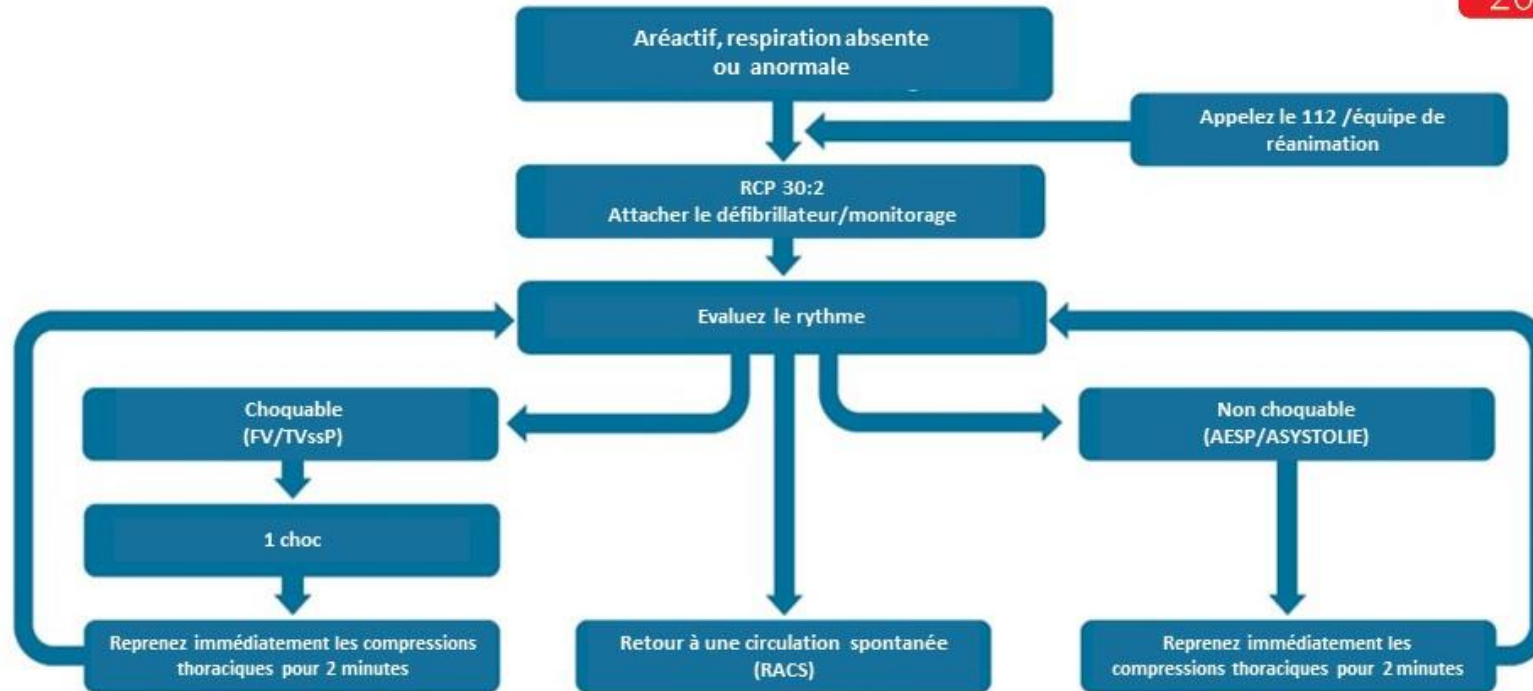 Aréactif, respiration absente
ou anormale
Appelez le 112 /équipe de
réanimation
RCP 30:2
Attacher le défibrillateur/monitorage
Evaluez le rythme
Choquable
(FV/TVssP)
Non choquable
(AESP/ASYSTOLIE)
1 choc
Reprenez immédiatement les compressions
thoraciques pour 2 minutes
Retour à une circulation spontanée
(RACS)
Reprenez immédiatement les
compressions thoraciques pour 2 minutes